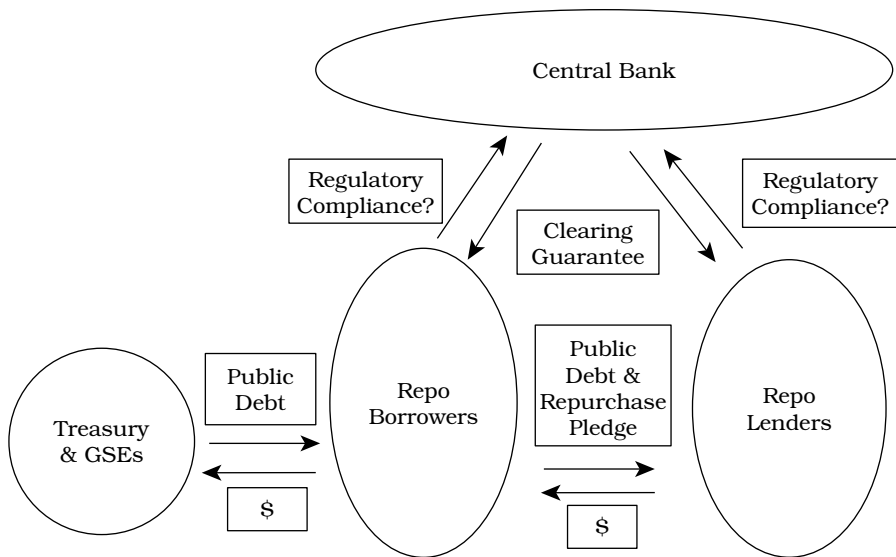 Central Bank
Regulatory
Compliance?
Regulatory
Compliance?
Clearing
Guarantee
Public
Debt
Public
Debt &
Repurchase
Pledge
Treasury
& GSEs
Repo
Borrowers
Repo
Lenders
$
$